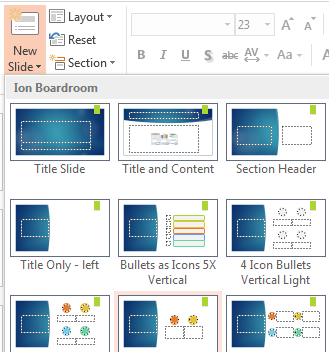 New
Slide
Layout
Reset
Section
23
A A
B I U S abc AV Aa
Ion Boardroom
Title Slide
Title and Content
Section Header
Title Only - left
Bullets as Icons 5X
Vertical
4 Icon Bullets
Vertical Light